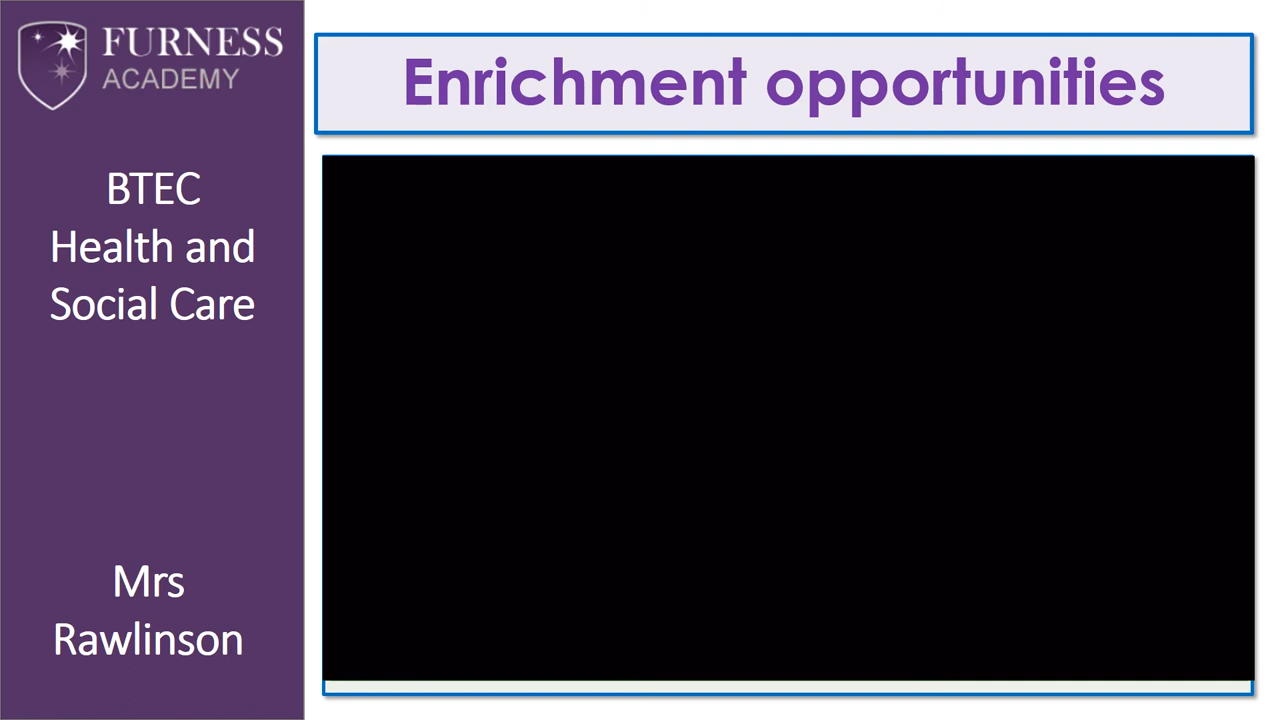 FURNESS
ACADEMY
Enrichment opportunities
BTEC
Health and
Social Care
Mrs
Rawlinson